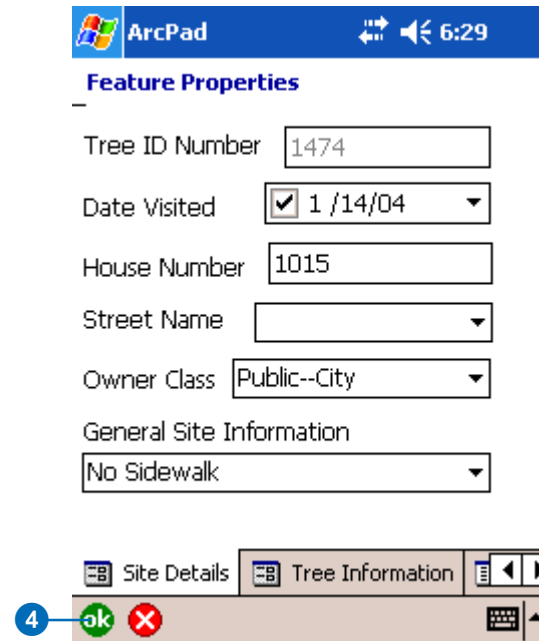 ArcPad 6:29
Feature Properties
Tree ID Number 1474
Date Visited 1 /14/04
House Number 1015
Street Name
Owner Class Public--City
General Site Information
No Sidewalk
Site Details Tree Information
4 ok